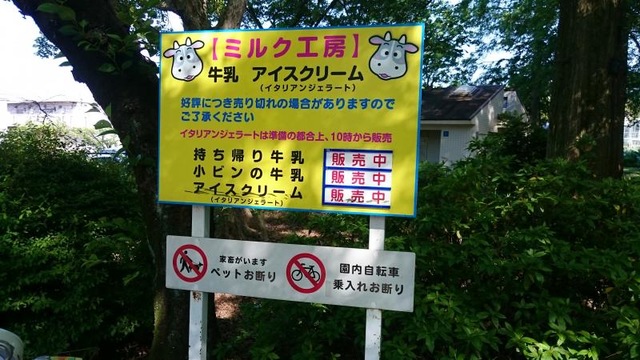 【ミルク工房】
牛乳 アイスクリーム
(イタリアンジェラート)
好評につき売り切れの場合がありますので
ご了承ください
イタリアンジェラートは準備の都合上、10時から販売
持ち帰り牛乳 販売中
小ビンの牛乳 販売中
アイスクリーム 販売中
(イタリアンジェラート)
家畜がいます
ペットお断り
園内自転車
乗入れお断り